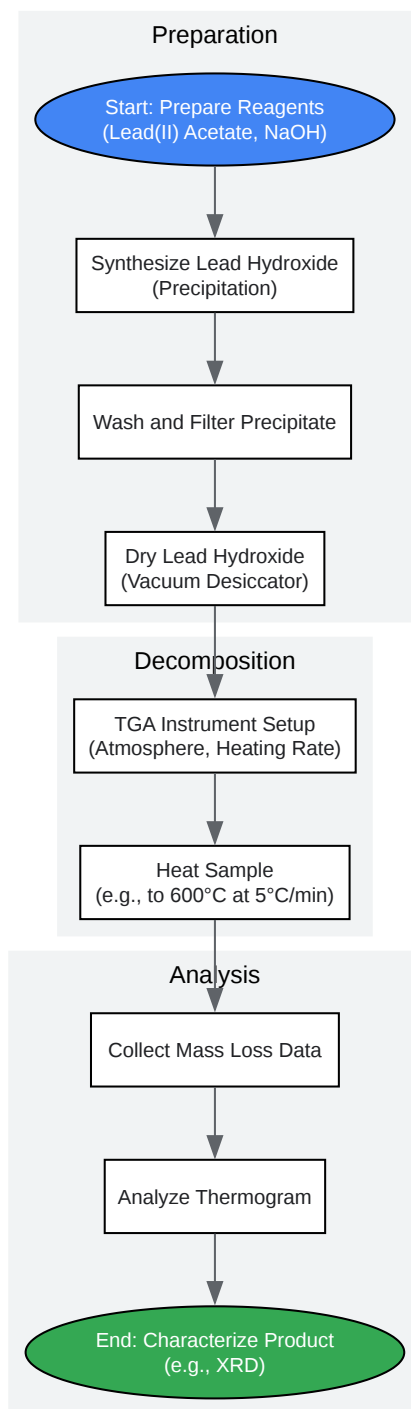 Preparation
Start: Prepare Reagents
(Lead(II) Acetate, NaOH)
Synthesize Lead Hydroxide
(Precipitation)
Wash and Filter Precipitate
Dry Lead Hydroxide
(Vacuum Desiccator)
Decomposition
TGA Instrument Setup
(Atmosphere, Heating Rate)
Heat Sample
(e.g., to 600°C at 5°C/min)
Analysis
Collect Mass Loss Data
Analyze Thermogram
End: Characterize Product
(e.g., XRD)